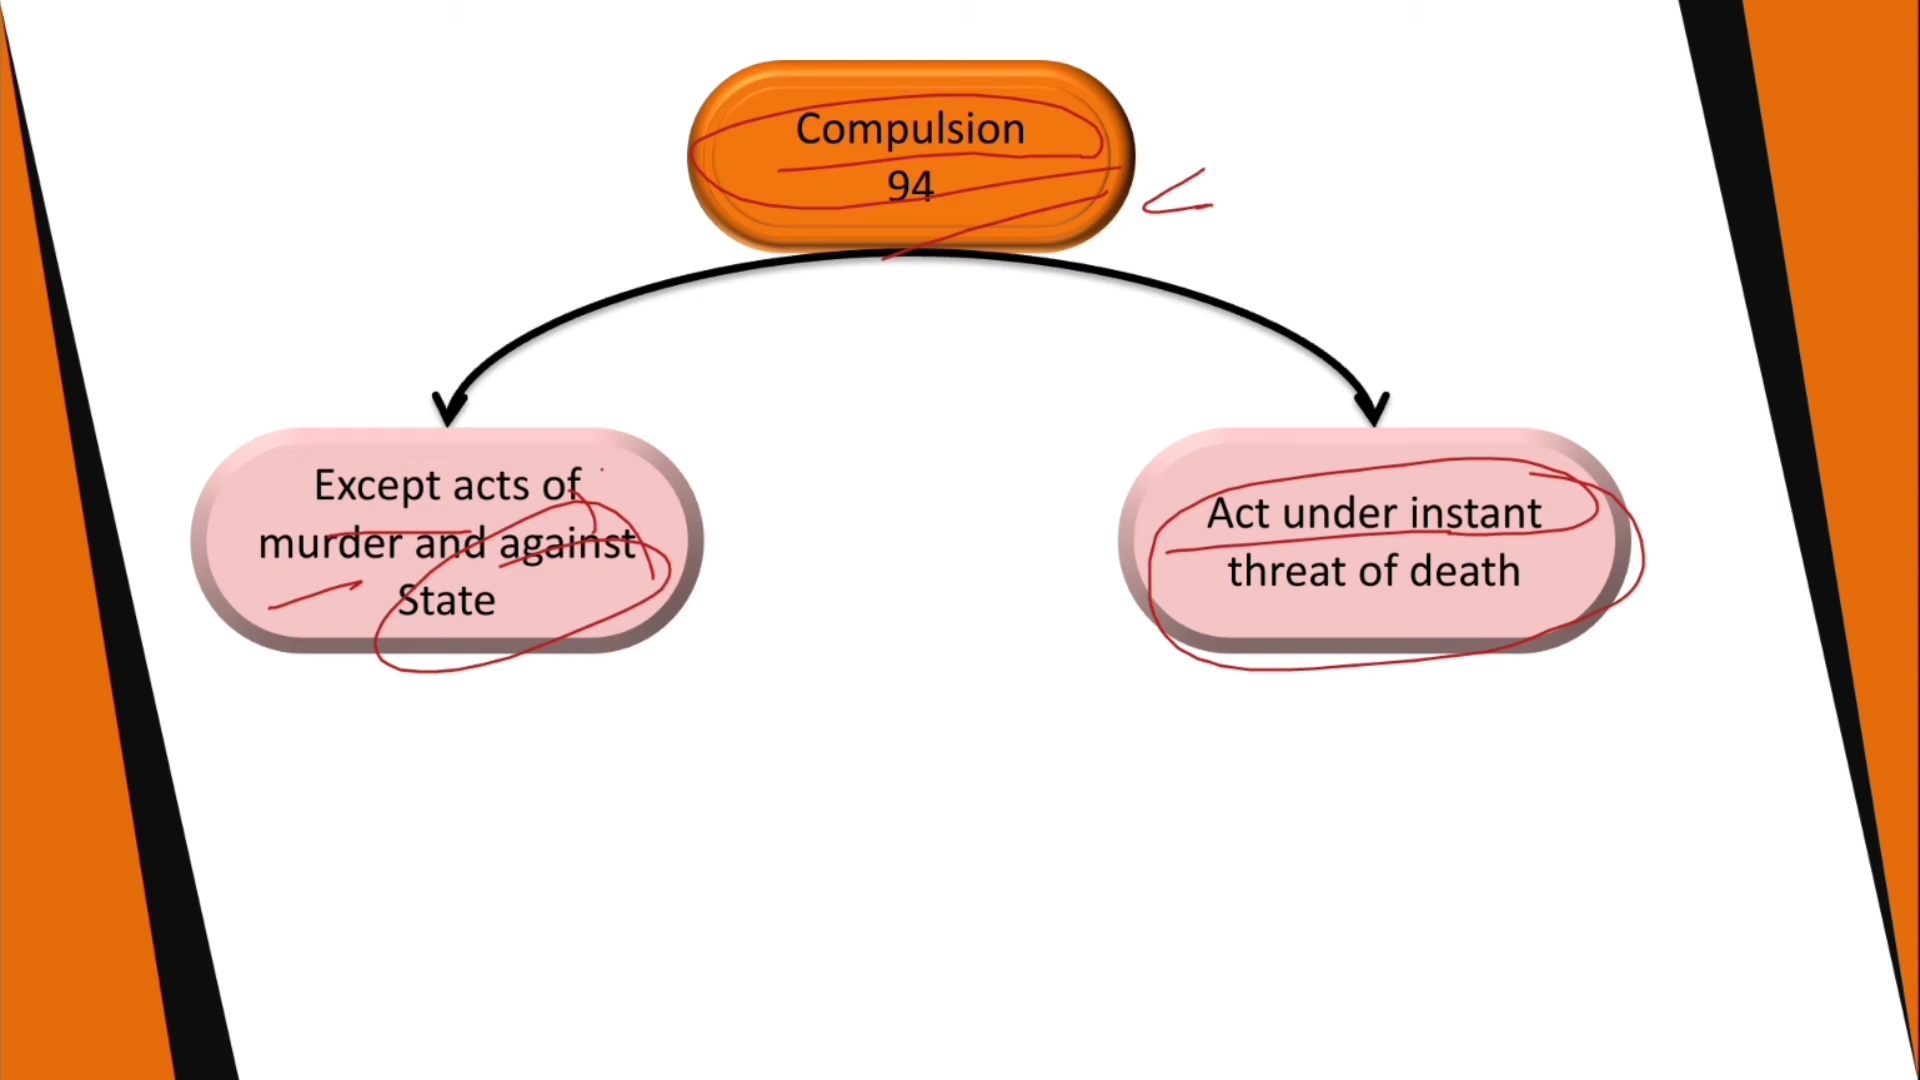 Compulsion
94
Except acts of
murder and against
State
Act under instant
threat of death